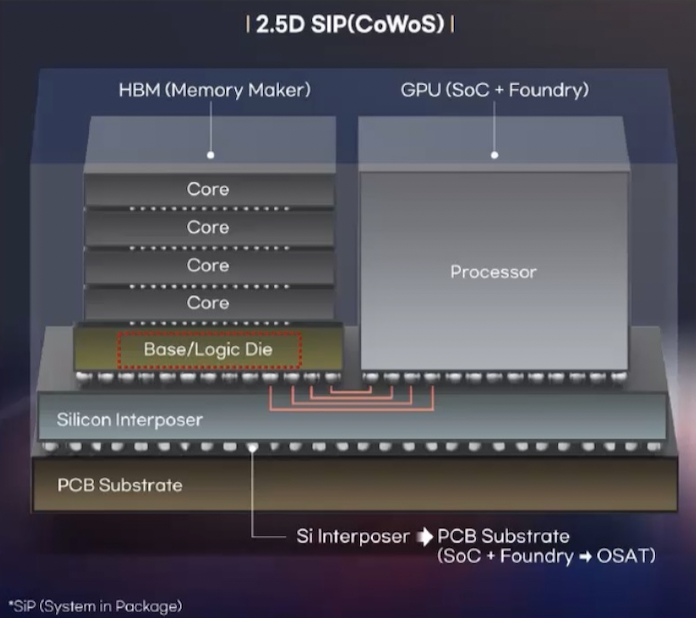 | 2.5D SIP(CoWoS) |
HBM (Memory Maker)
GPU (SoC + Foundry)
Core
Core
Core
Core
Processor
Base/Logic Die
Silicon Interposer
PCB Substrate
Si Interposer ➡ PCB Substrate
(SoC + Foundry ➡ OSAT)
*SiP (System in Package)